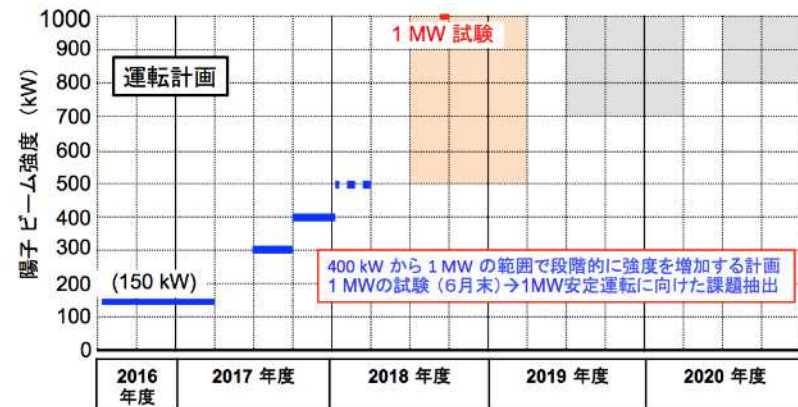 1000
900
800
700
600
500
400
300
200
100
0
陽子 ビーム強度 (kW)
運転計画
1 MW 試験
(150 kW)
400 kW から 1 MW の範囲で段階的に強度を増加する計画
1 MWの試験 (6月末)→1MW安定運転に向けた課題抽出
2016
年度
2017 年度
2018 年度
2019 年度
2020 年度